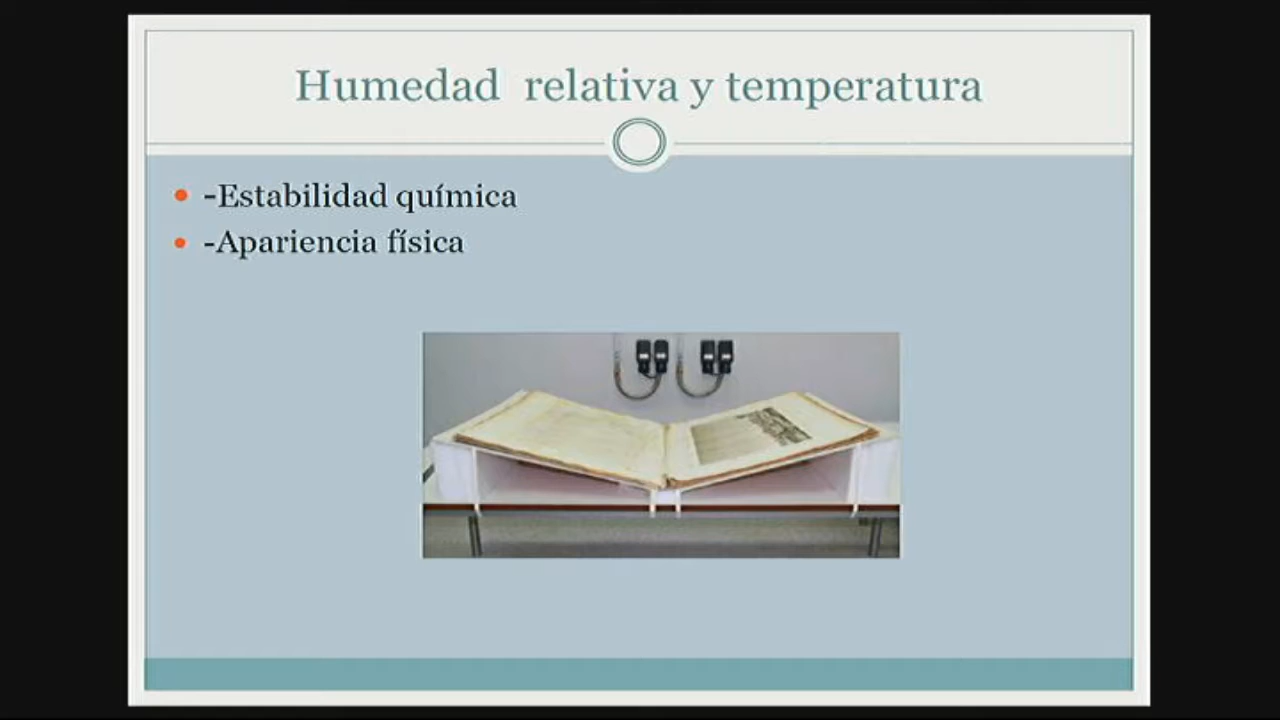 Humedad relativa y temperatura
-Estabilidad química
-Apariencia física